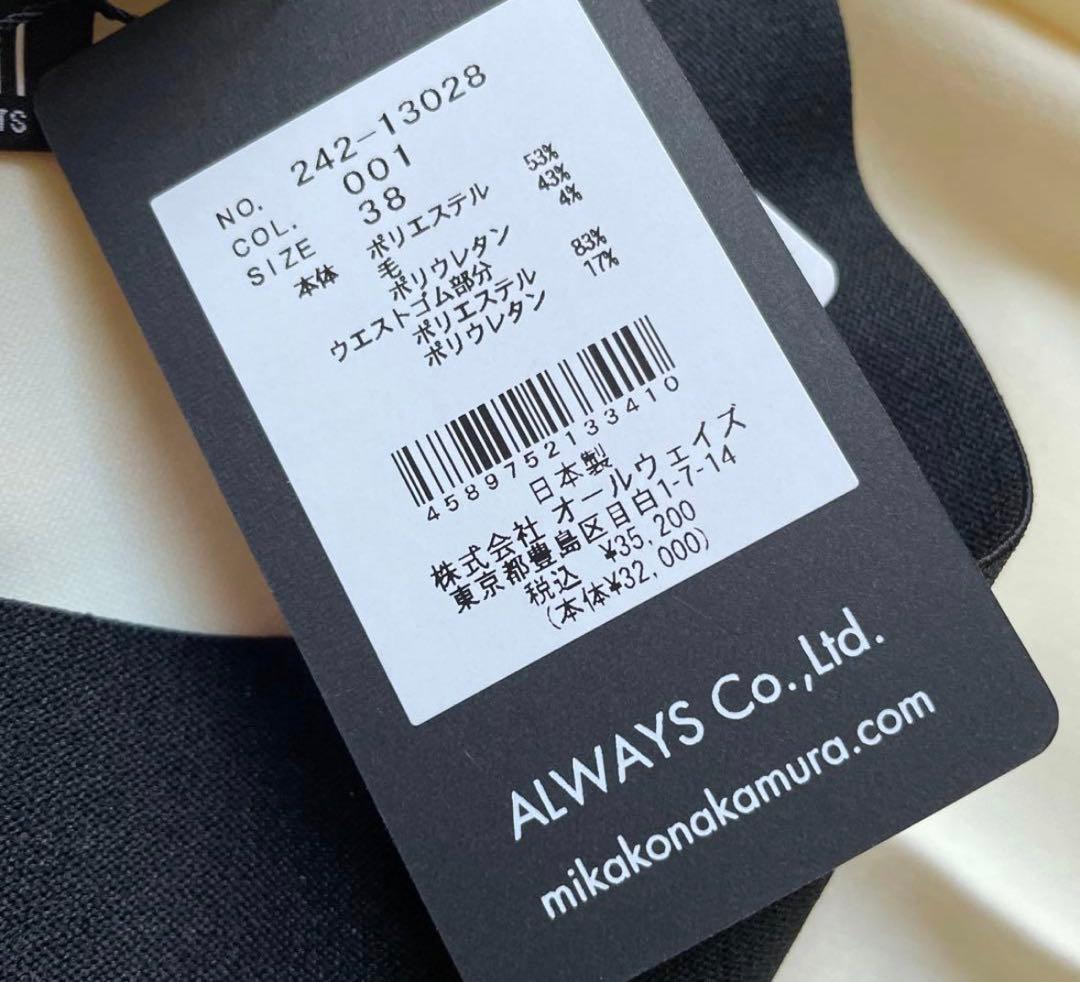 TS
NO. 242-13028
COL. 001
SIZE 38
本体 ポリエステル 53%
毛 43%
ポリウレタン 4%
ウエストゴム部分
ポリエステル 83%
ポリウレタン 17%
4589752133410
日本製
株式会社 オールウェイズ
東京都豊島区目白1-7-14
税込 ¥35,200
(本体¥32,000)
ALWAYS Co.,Ltd.
mikakonakamura.com